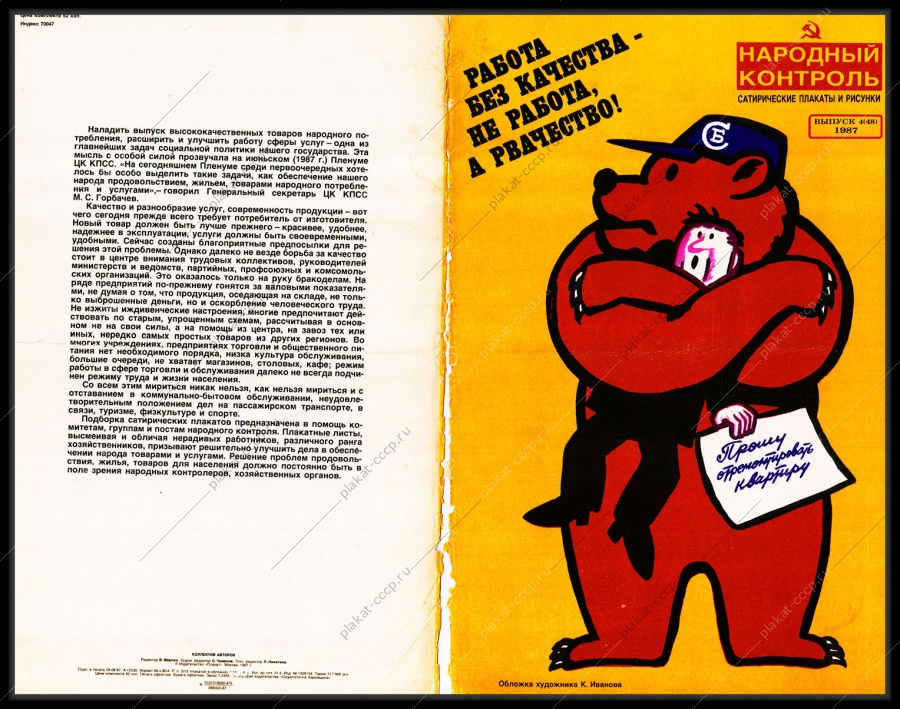 Цена комплекта 92 коп.
Индекс 70047
Наладить выпуск высококачественных товаров народного по-
требления, расширить и улучшить работу сферы услуг – одна из
главнейших задач социальной политики нашего государства. Эта
мысль с особой силой прозвучала на июньском (1987 г.) Пленуме
ЦК КПСС. «На сегодняшнем Пленуме среди первоочередных хоте-
лось бы особо выделить такие задачи, как обеспечение нашего
народа продовольствием, жильем, товарами народного потребле-
ния и услугами»,– говорил Генеральный секретарь ЦК КПСС
М. С. Горбачев.
Качество и разнообразие услуг, современность продукции – вот
чего сегодня прежде всего требует потребитель от изготовителя.
Новый товар должен быть лучше прежнего – красивее, удобнее,
надежнее в эксплуатации, услуги должны быть своевременными,
удобными. Сейчас созданы благоприятные предпосылки для ре-
шения этой проблемы. Однако далеко не везде борьба за качество
стоит в центре внимания трудовых коллективов, руководителей
министерств и ведомств, партийных, профсоюзных и комсомоль-
ских организаций. Это оказалось только на руку бракоделам. На
ряде предприятий по-прежнему гонятся за валовыми показателя-
ми, не думая о том, что продукция, оседающая на складе, не толь-
ко выброшенные деньги, но и оскорбление человеческого труда.
Не изжиты иждивенческие настроения, многие предпочитают дей-
ствовать по старым, упрощенным схемам, рассчитывая в основ-
ном не на свои силы, а на помощь из центра, на завоз тех или
иных, нередко самых простых товаров из других регионов. Во
многих учреждениях, предприятиях торговли и общественного пи-
тания нет необходимого порядка, низка культура обслуживания,
большие очереди, не хватает магазинов, столовых, кафе; режим
работы в сфере торговли и обслуживания далеко не всегда подчи-
нен режиму труда и жизни населения.
Со всем этим мириться никак нельзя, как нельзя мириться и с
отставанием в коммунально-бытовом обслуживании, неудовле-
творительным положением дел на пассажирском транспорте, в
связи, туризме, физкультуре и спорте.
Подборка сатирических плакатов предназначена в помощь ко-
митетам, группам и постам народного контроля. Плакатные листы,
высмеивая и обличая нерадивых работников, различного ранга
хозяйственников, призывают решительно улучшить дела в обеспе-
чении народа товарами и услугами. Решение проблем продоволь-
ствия, жилья, товаров для населения должно постоянно быть в
поле зрения народных контролеров, хозяйственных органов.
КОЛЛЕКТИВ АВТОРОВ
© Издательство «Плакат». Москва, 1987 г.
РАБОТА
БЕЗ КАЧЕСТВА -
НЕ РАБОТА,
А РВАЧЕСТВО!
НАРОДНЫЙ
КОНТРОЛЬ
САТИРИЧЕСКИЕ ПЛАКАТЫ И РИСУНКИ
ВЫПУСК 4(48)
1987
СБ
Прошу
отремонтировать
квартиру
Обложка художника К. Иванова
plakat-cccp.ru